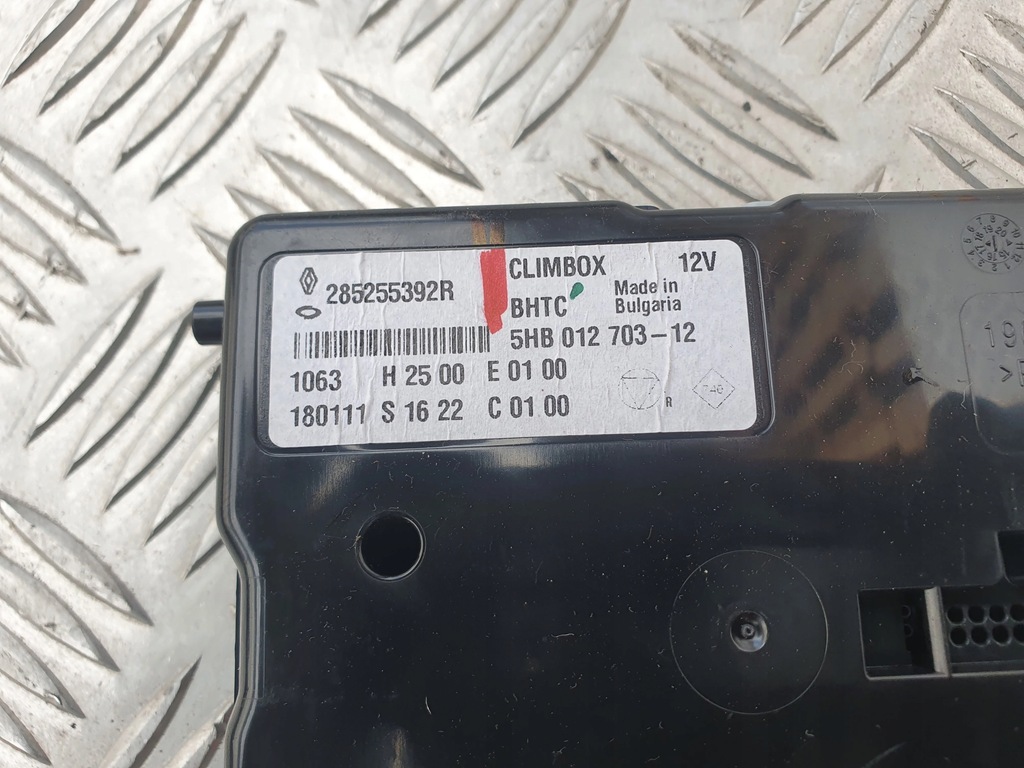 285255392R
CLIMBOX 12V
BHTC Made in
Bulgaria
5HB 012 703-12
1063 H 25 00 E 01 00
180111 S 16 22 C 01 00
R